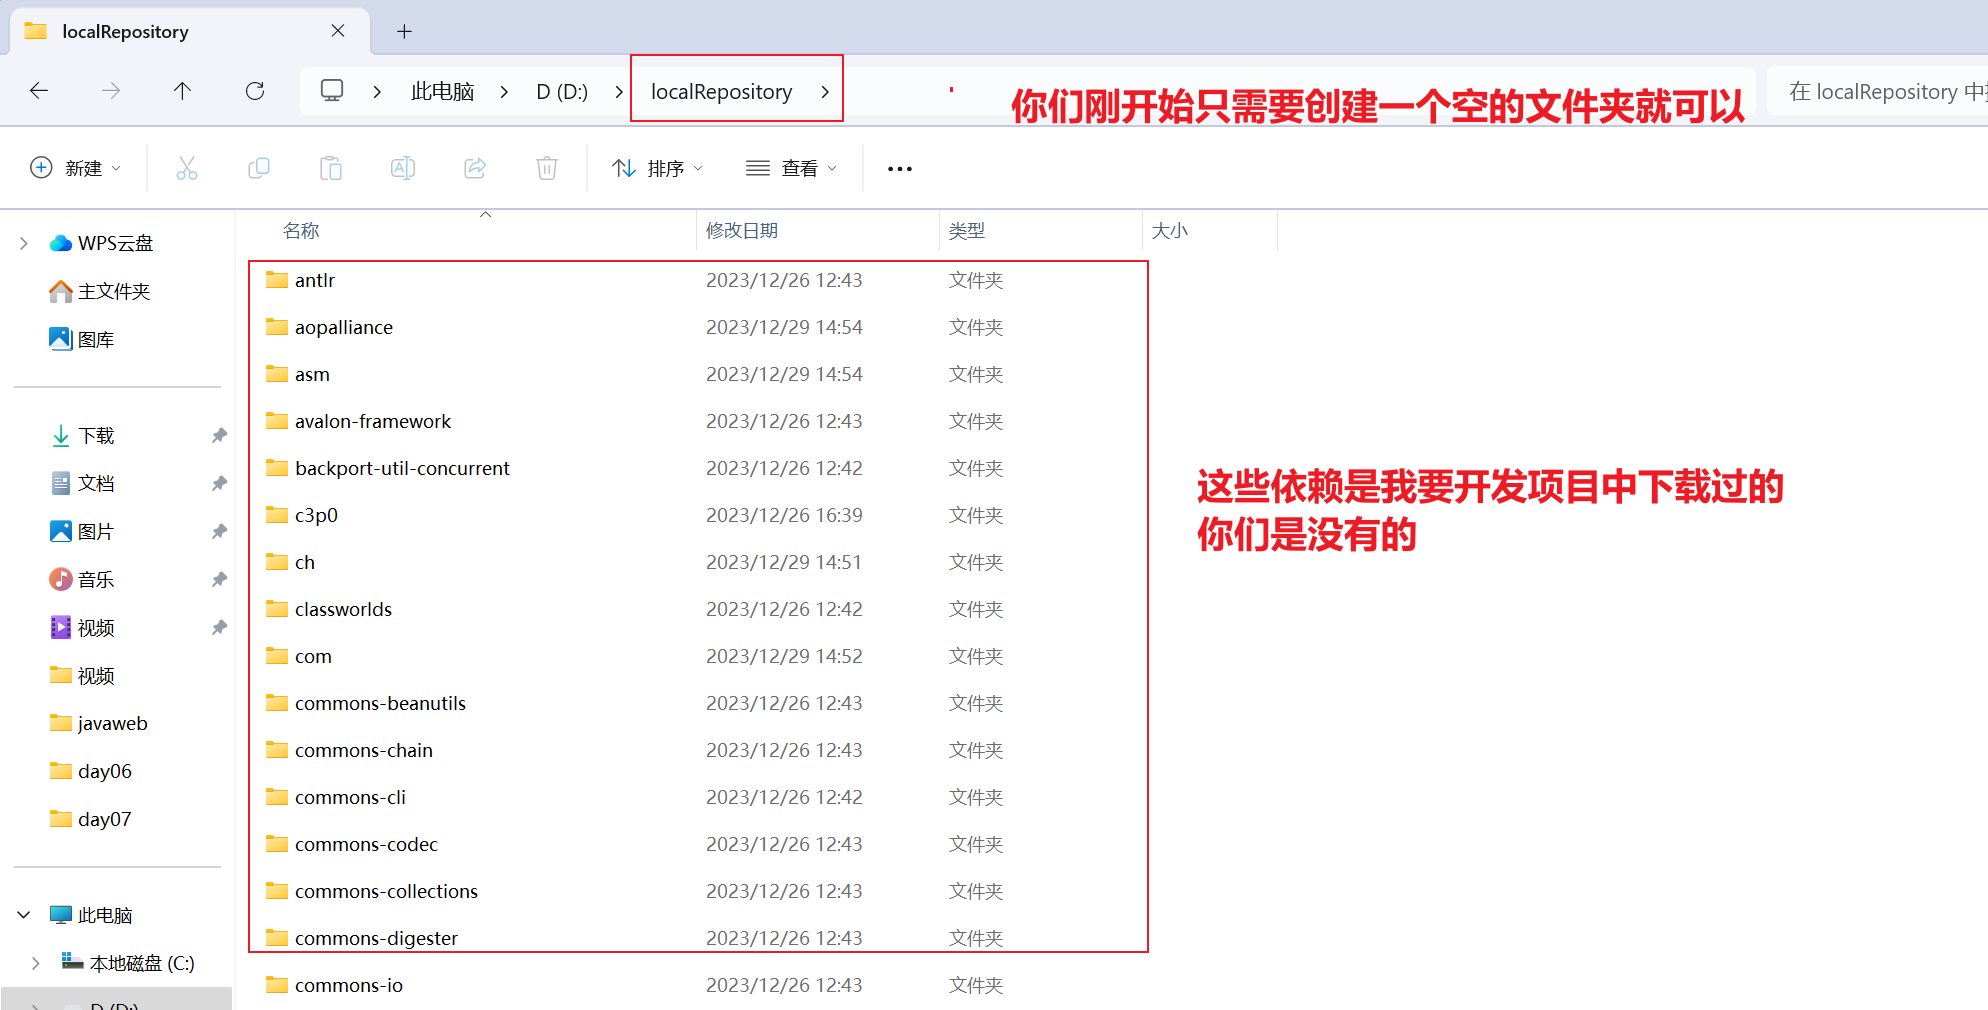 localRepository
此电脑
D (D:)
localRepository
在 localRepository 中
你们刚开始只需要创建一个空的文件夹就可以
新建
排序
查看
名称
修改日期
类型
大小
WPS云盘
主文件夹
图库
下载
文档
图片
音乐
视频
视频
javaweb
day06
day07
此电脑
本地磁盘 (C:)
D (D:)
antlr 2023/12/26 12:43 文件夹
aopalliance 2023/12/29 14:54 文件夹
asm 2023/12/29 14:54 文件夹
avalon-framework 2023/12/26 12:43 文件夹
backport-util-concurrent 2023/12/26 12:42 文件夹
c3p0 2023/12/26 16:39 文件夹
ch 2023/12/29 14:51 文件夹
classworlds 2023/12/26 12:42 文件夹
com 2023/12/29 14:52 文件夹
commons-beanutils 2023/12/26 12:43 文件夹
commons-chain 2023/12/26 12:43 文件夹
commons-cli 2023/12/26 12:42 文件夹
commons-codec 2023/12/26 12:43 文件夹
commons-collections 2023/12/26 12:43 文件夹
commons-digester 2023/12/26 12:43 文件夹
commons-io 2023/12/26 12:43 文件夹
这些依赖是我要开发项目中下载过的
你们是没有的